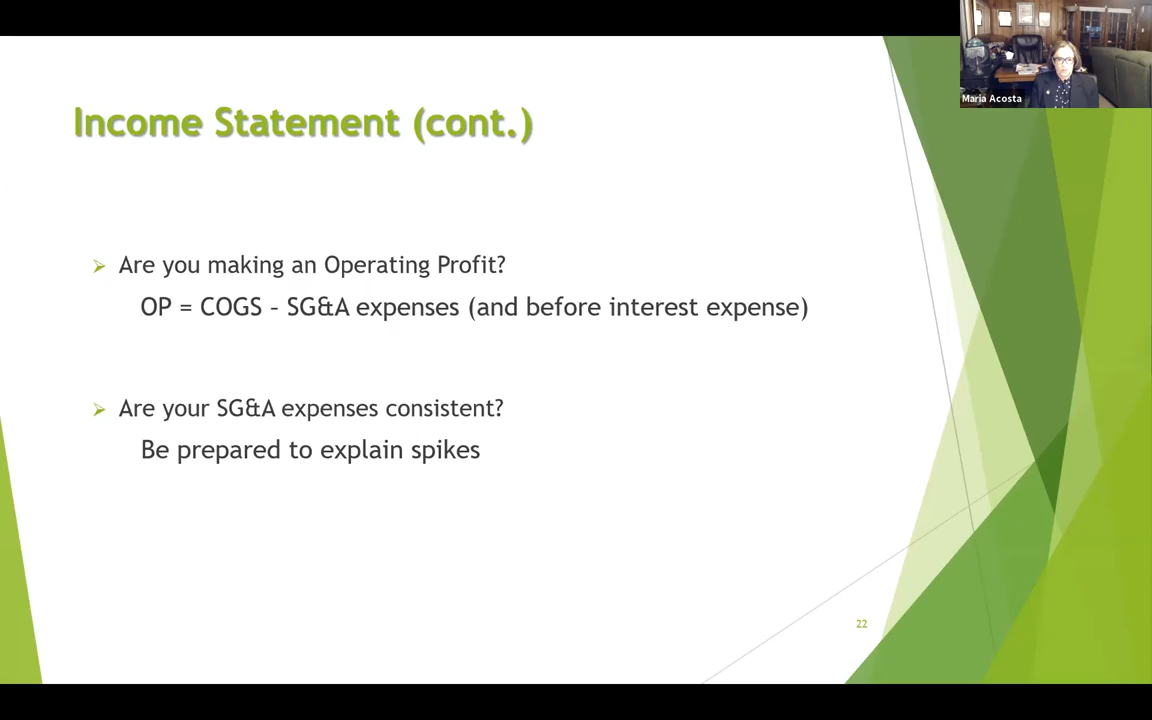 Maria Acosta
Income Statement (cont.)
Are you making an Operating Profit?
OP = COGS – SG&A expenses (and before interest expense)
Are your SG&A expenses consistent?
Be prepared to explain spikes
22